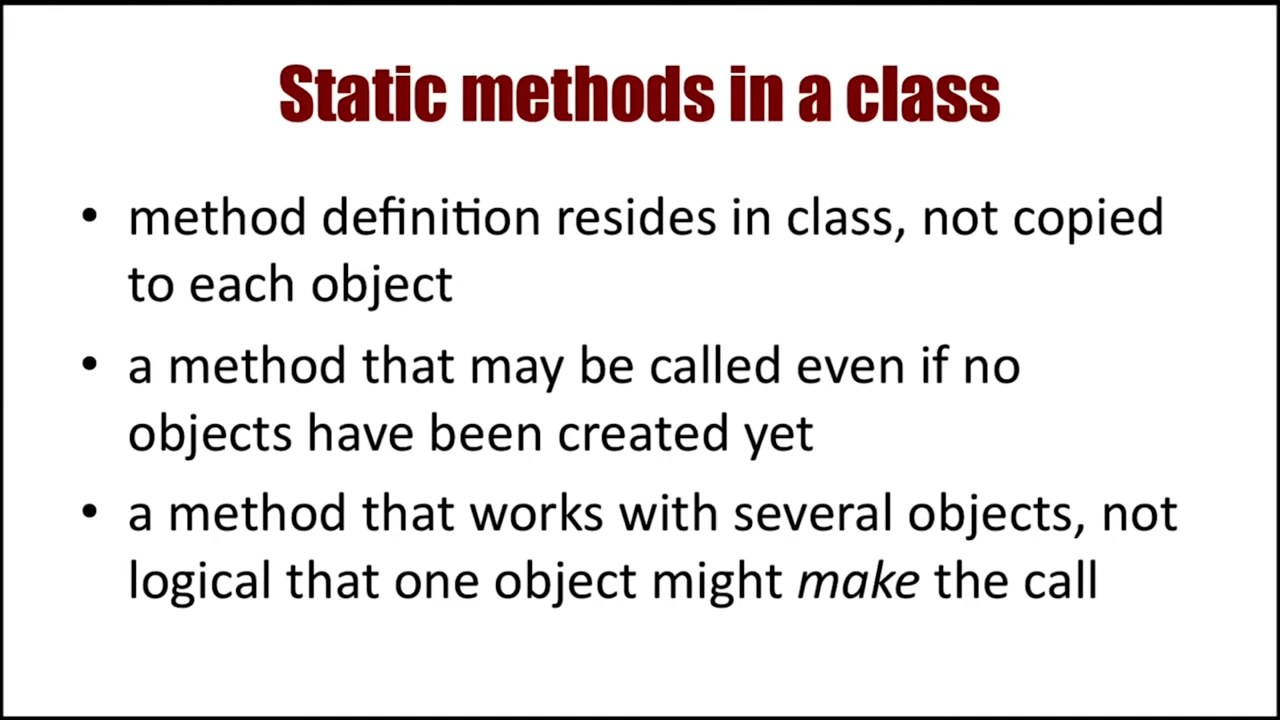 Static methods in a class
• method definition resides in class, not copied
to each object
• a method that may be called even if no
objects have been created yet
• a method that works with several objects, not
logical that one object might make the call